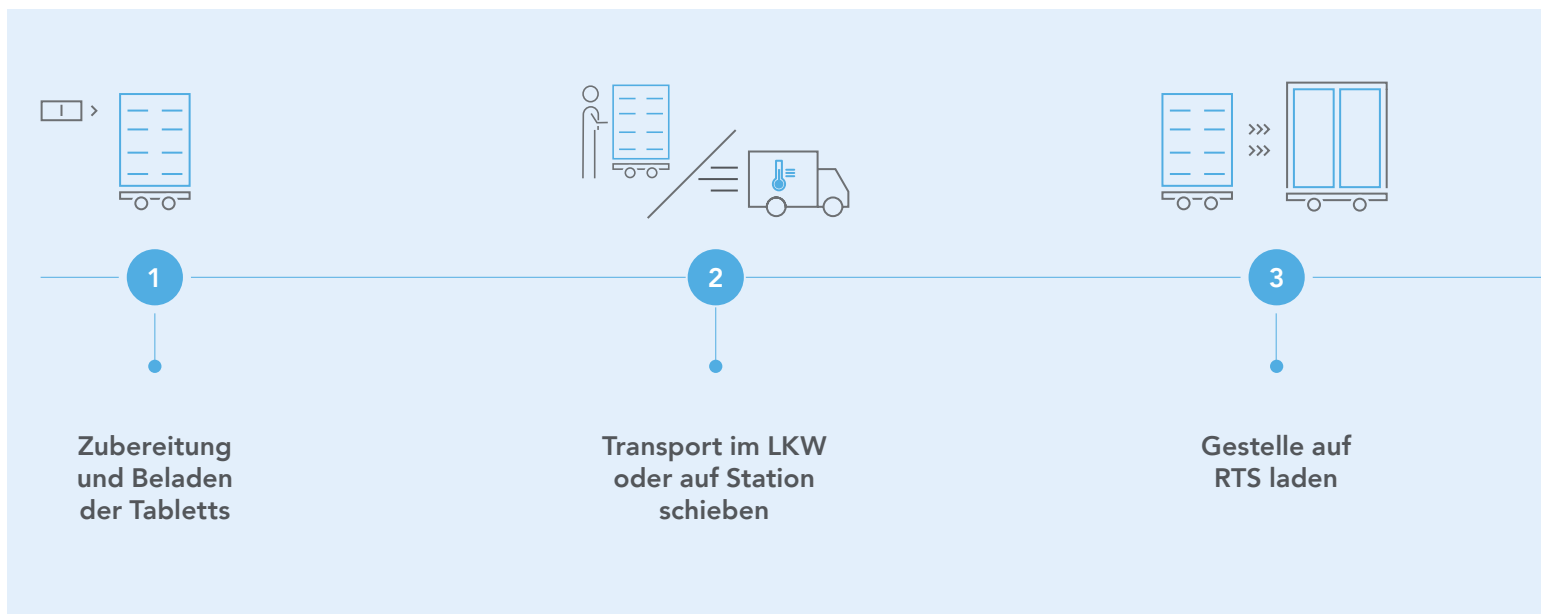 1
2
3
Zubereitung
und Beladen
der Tabletts
Transport im LKW
oder auf Station
schieben
Gestelle auf
RTS laden